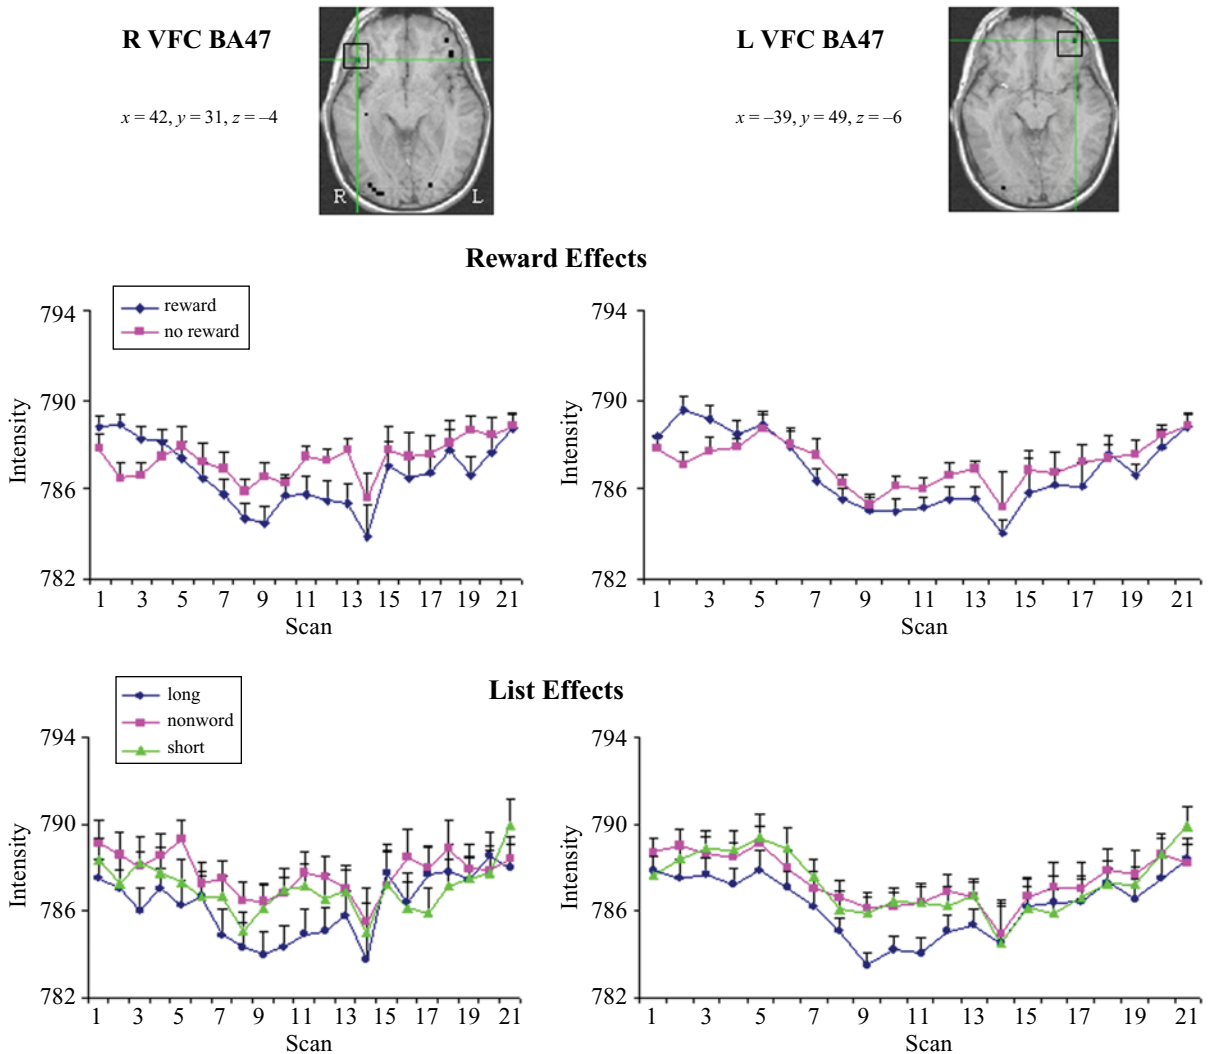 R VFC BA47
x = 42, y = 31, z = –4
R L
L VFC BA47
x = –39, y = 49, z = –6
Reward Effects
reward
no reward
794
790
786
782
Intensity
1 3 5 7 9 11 13 15 17 19 21
Scan
794
790
786
782
Intensity
1 3 5 7 9 11 13 15 17 19 21
Scan
List Effects
long
nonword
short
794
790
786
782
Intensity
1 3 5 7 9 11 13 15 17 19 21
Scan
794
790
786
782
Intensity
1 3 5 7 9 11 13 15 17 19 21
Scan